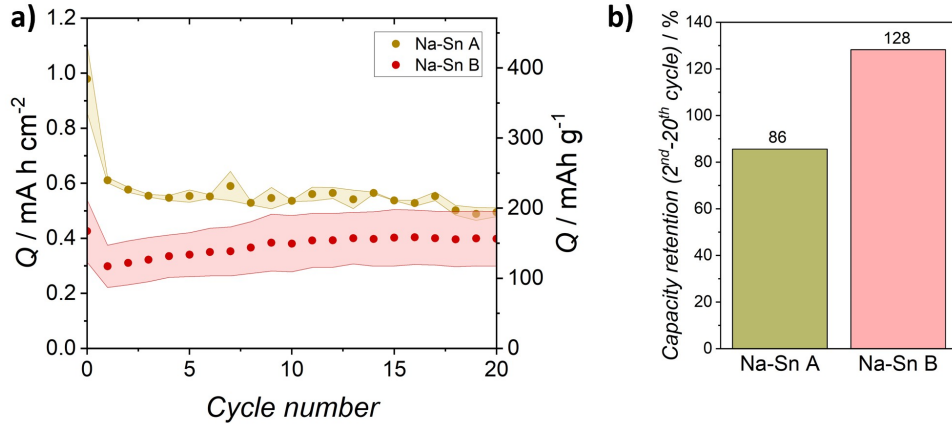 a)
Q / mA h cm⁻²
1.2
1.0
0.8
0.6
0.4
0.2
0.0
Na-Sn A
Na-Sn B
400
300
200
100
0
Q / mAh g⁻¹
0 5 10 15 20
Cycle number
b)
Capacity retention (2ⁿᵈ-20ᵗʰ cycle) / %
140
120
100
80
60
40
20
0
86
128
Na-Sn A Na-Sn B